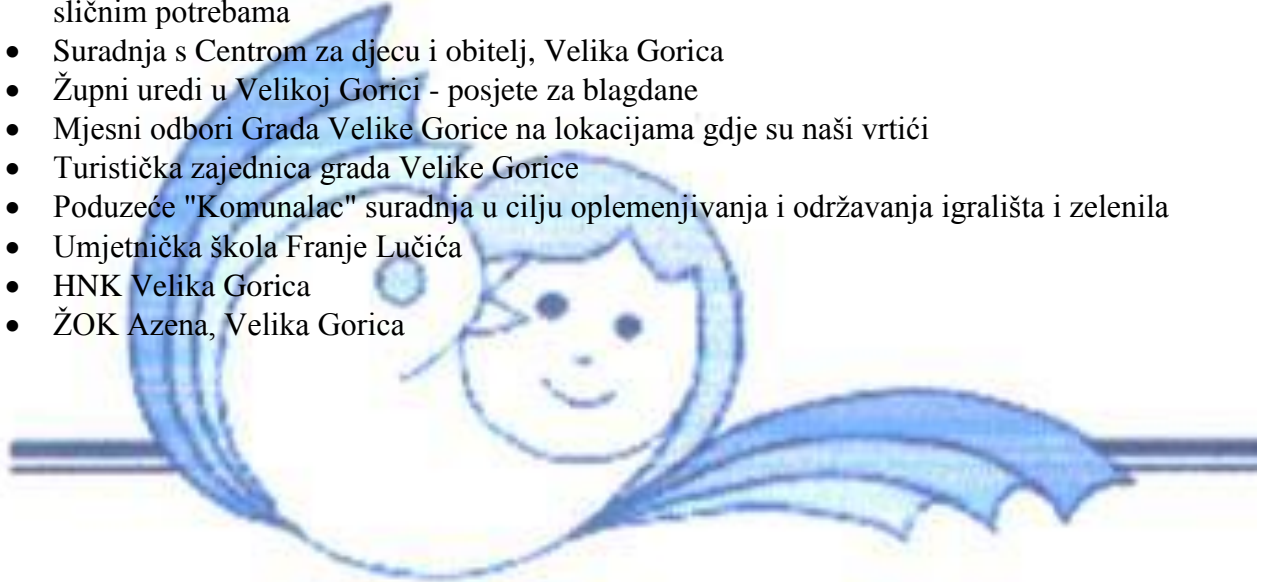 sličnim potrebama
• Suradnja s Centrom za djecu i obitelj, Velika Gorica
• Župni uredi u Velikoj Gorici - posjete za blagdane
• Mjesni odbori Grada Velike Gorice na lokacijama gdje su naši vrtići
• Turistička zajednica grada Velike Gorice
• Poduzeće "Komunalac" suradnja u cilju oplemenjivanja i održavanja igrališta i zelenila
• Umjetnička škola Franje Lučića
• HNK Velika Gorica
• ŽOK Azena, Velika Gorica